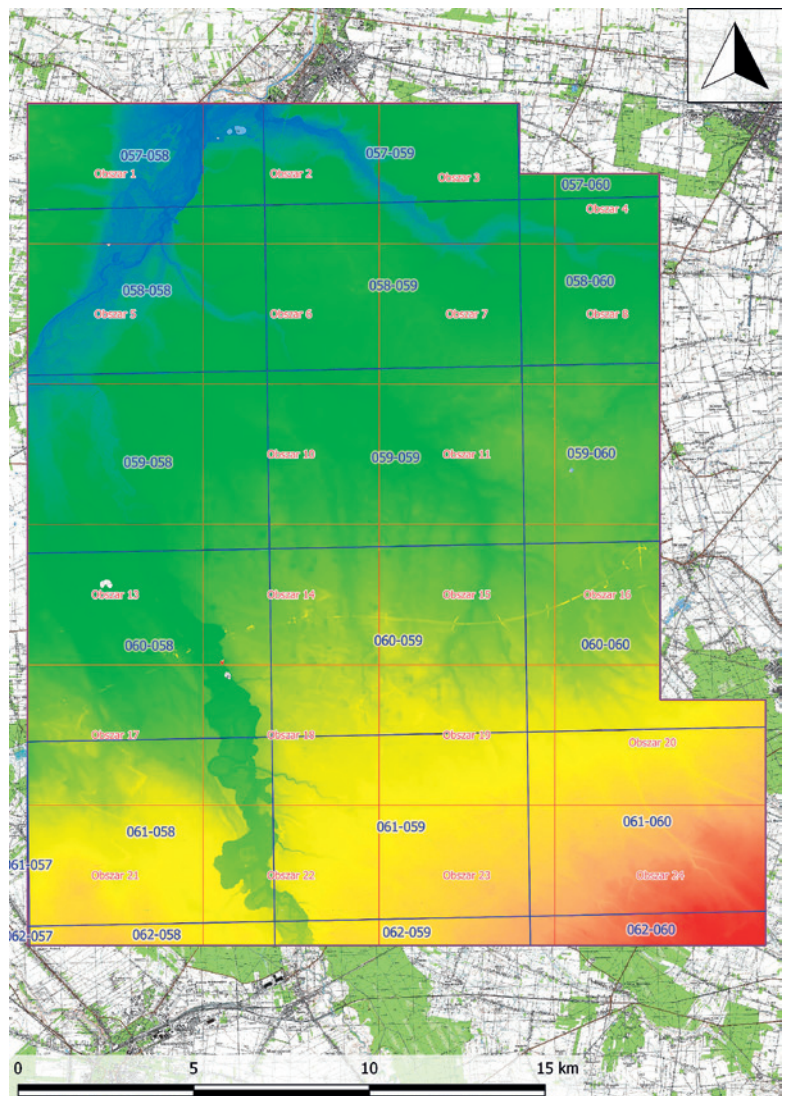 057-058
057-059
Obszar 1
Obszar 2
Obszar 3
057-060
Obszar 4
058-058
058-059
058-060
Obszar 5
Obszar 6
Obszar 7
Obszar 8
059-058
Obszar 10
059-059
Obszar 11
059-060
Obszar 13
Obszar 14
Obszar 15
Obszar 16
060-058
060-059
060-060
Obszar 17
Obszar 18
Obszar 19
Obszar 20
061-058
061-059
061-060
061-057
Obszar 21
Obszar 22
Obszar 23
Obszar 24
062-057
062-058
062-059
062-060
0 5 10 15 km